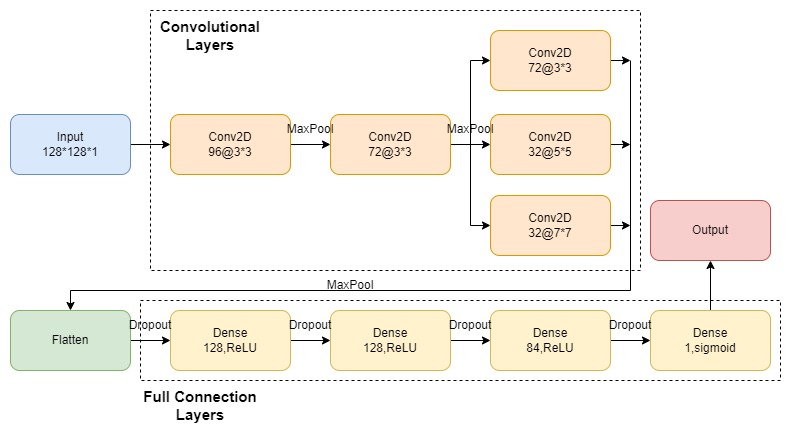 Convolutional
Layers
Conv2D
72@3*3
Input
128*128*1
Conv2D
96@3*3
MaxPool
Conv2D
72@3*3
MaxPool
Conv2D
32@5*5
Conv2D
32@7*7
Output
MaxPool
Flatten
Dropout
Dense
128,ReLU
Dropout
Dense
128,ReLU
Dropout
Dense
84,ReLU
Dropout
Dense
1,sigmoid
Full Connection
Layers